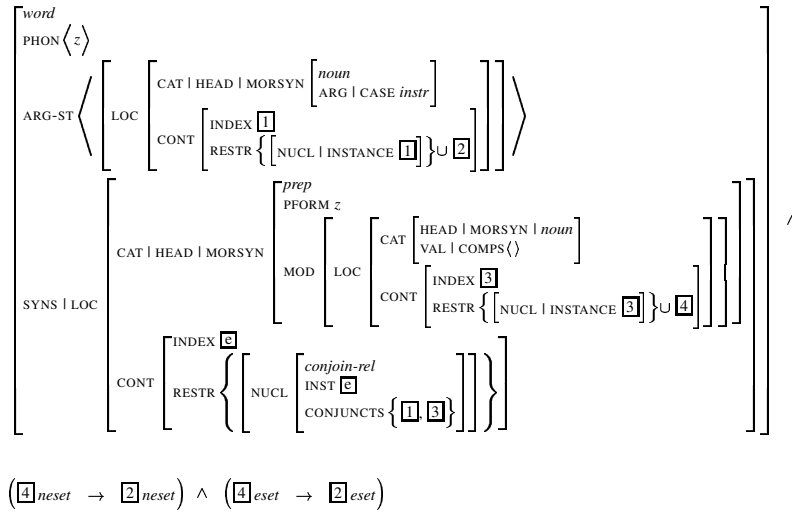 word
PHON ⟨ z ⟩
ARG-ST ⟨ [ LOC [ CAT | HEAD | MORSYN [ noun
ARG | CASE instr ]
CONT [ INDEX 1
RESTR { [ NUCL | INSTANCE 1 ] } ∪ 2 ] ] ] ⟩
SYNS | LOC [ CAT | HEAD | MORSYN [ prep
PFORM z
MOD [ LOC [ CAT [ HEAD | MORSYN | noun
VAL | COMPS ⟨⟩ ]
CONT [ INDEX 3
RESTR { [ NUCL | INSTANCE 3 ] } ∪ 4 ] ] ] ]
CONT [ INDEX e
RESTR { [ NUCL [ conjoin-rel
INST e
CONJUNCTS { 1, 3 } ] ] } ] ] ∧
( 4 neset → 2 neset ) ∧ ( 4 eset → 2 eset )